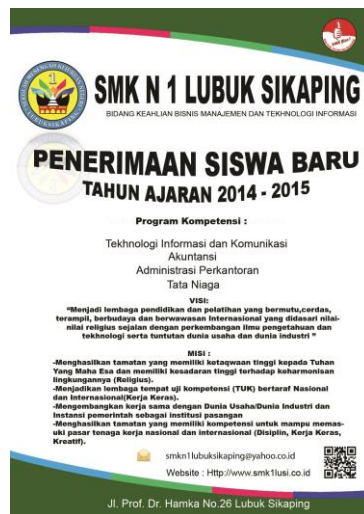 SMK N 1 LUBUK SIKAPING
BIDANG KEAHLIAN BISNIS MANAJEMEN DAN TEKHNOLOGI INFORMASI
PENERIMAAN SISWA BARU
TAHUN AJARAN 2014 - 2015
Program Kompetensi :
Tekhnologi Informasi dan Komunikasi
Akuntansi
Administrasi Perkantoran
Tata Niaga
VISI:
"Menjadi lembaga pendidikan dan pelatihan yang bermutu,cerdas,
terampil, berbudaya dan berwawasan Internasional yang didasari nilai-
nilai religius sejalan dengan perkembangan ilmu pengetahuan dan
tekhnologi serta tuntutan dunia usaha dan dunia industri "
MISI :
-Menghasilkan tamatan yang memiliki ketaqwaan tinggi kepada Tuhan
Yang Maha Esa dan memiliki kesadaran tinggi terhadap keharmonisan
lingkungannya (Religius).
-Menjadikan lembaga tempat uji kompetensi (TUK) bertaraf Nasional
dan Internasional(Kerja Keras).
-Mengembangkan kerja sama dengan Dunia Usaha/Dunia Industri dan
Instansi pemerintah sebagai institusi pasangan
-Menghasilkan tamatan yang memiliki kompetensi untuk mampu memas-
uki pasar tenaga kerja nasional dan internasional (Disiplin, Kerja Keras,
Kreatif).
smkn1lubuksikaping@yahoo.co.id
Website : Http://www.smk1lusi.co.id
Jl. Prof. Dr. Hamka No.26 Lubuk Sikaping